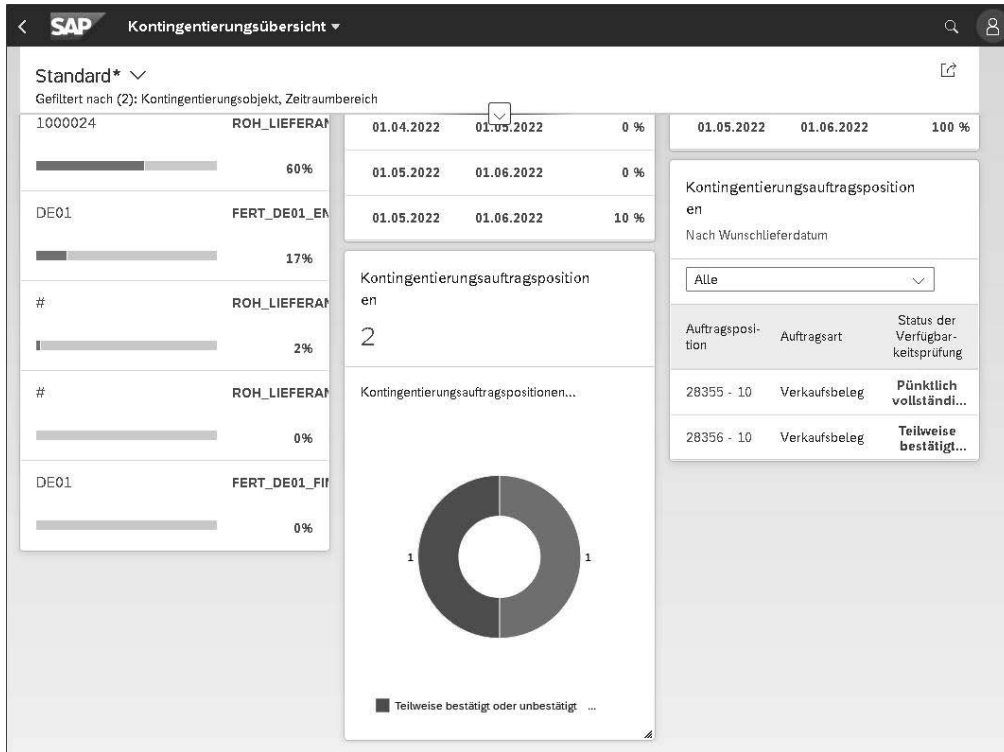 SAP Kontingentierungsübersicht
Standard*
Gefiltert nach (2): Kontingentierungsobjekt, Zeitraumbereich
1000024 ROH_LIEFERAN
60%
DE01 FERT_DE01_EN
17%
# ROH_LIEFERAN
2%
# ROH_LIEFERAN
0%
DE01 FERT_DE01_FIN
0%
01.04.2022 01.05.2022 0 %
01.05.2022 01.06.2022 0 %
01.05.2022 01.06.2022 10 %
Kontingentierungsauftragsposition
en
2
Kontingentierungsauftragspositionen...
1 1
Teilweise bestätigt oder unbestätigt ...
01.05.2022 01.06.2022 100 %
Kontingentierungsauftragsposition
en
Nach Wunschlieferdatum
Alle
Auftragsposi-
tion
Auftragsart
Status der
Verfügbar-
keitsprüfung
28355 - 10 Verkaufsbeleg Pünktlich
vollständi...
28356 - 10 Verkaufsbeleg Teilweise
bestätigt...